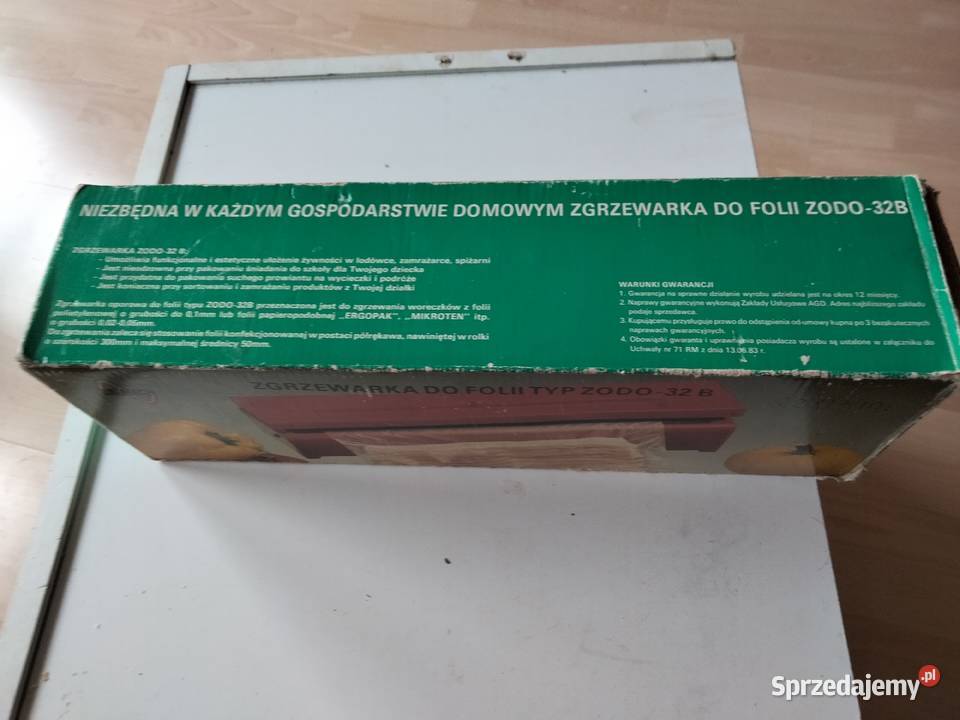 NIEZBĘDNA W KAŻDYM GOSPODARSTWIE DOMOWYM ZGRZEWARKA DO FOLII ZODO-32B
ZGRZEWARKA ZODO-32 B:
- Umożliwia funkcjonalne i estetyczne ułożenie żywności w lodówce, zamrażarce, spiżarni
- Jest nieodzowna przy pakowaniu śniadania do szkoły dla Twojego dziecka
- Jest przydatna do pakowania suchego prowiantu na wycieczki i podróże
- Jest konieczna przy sortowaniu i zamrażaniu produktów z Twojej działki
Zgrzewarka oporowa do folii typu ZODO-32B przeznaczona jest do zgrzewania woreczków z folii
polietylenowej o grubości do 0,1mm lub folii papieropodobnej „ERGOPAK", „MIKROTEN" itp.
o grubości 0,02-0,05mm.
Do zgrzewania zaleca się stosowanie folii konfekcjonowanej w postaci półrękawa, nawiniętej w rolki
o szerokości 300mm i maksymalnej średnicy 50mm.
WARUNKI GWARANCJI
1. Gwarancja na sprawne działanie wyrobu udzielana jest na okres 12 miesięcy.
2. Naprawy gwarancyjne wykonują Zakłady Usługowe AGD. Adres najbliższego zakładu
podaje sprzedawca.
3. Kupującemu przysługuje prawo do odstąpienia od umowy kupna po 3 bezskutecznych
naprawach gwarancyjnych.
4. Obowiązki gwaranta i uprawnienia posiadacza wyrobu są ustalone w załączniku do
Uchwały nr 71 RM z dnia 13.06.83 r.
ZGRZEWARKA DO FOLII TYP ZODO-32 B
Sprzedajemy.pl